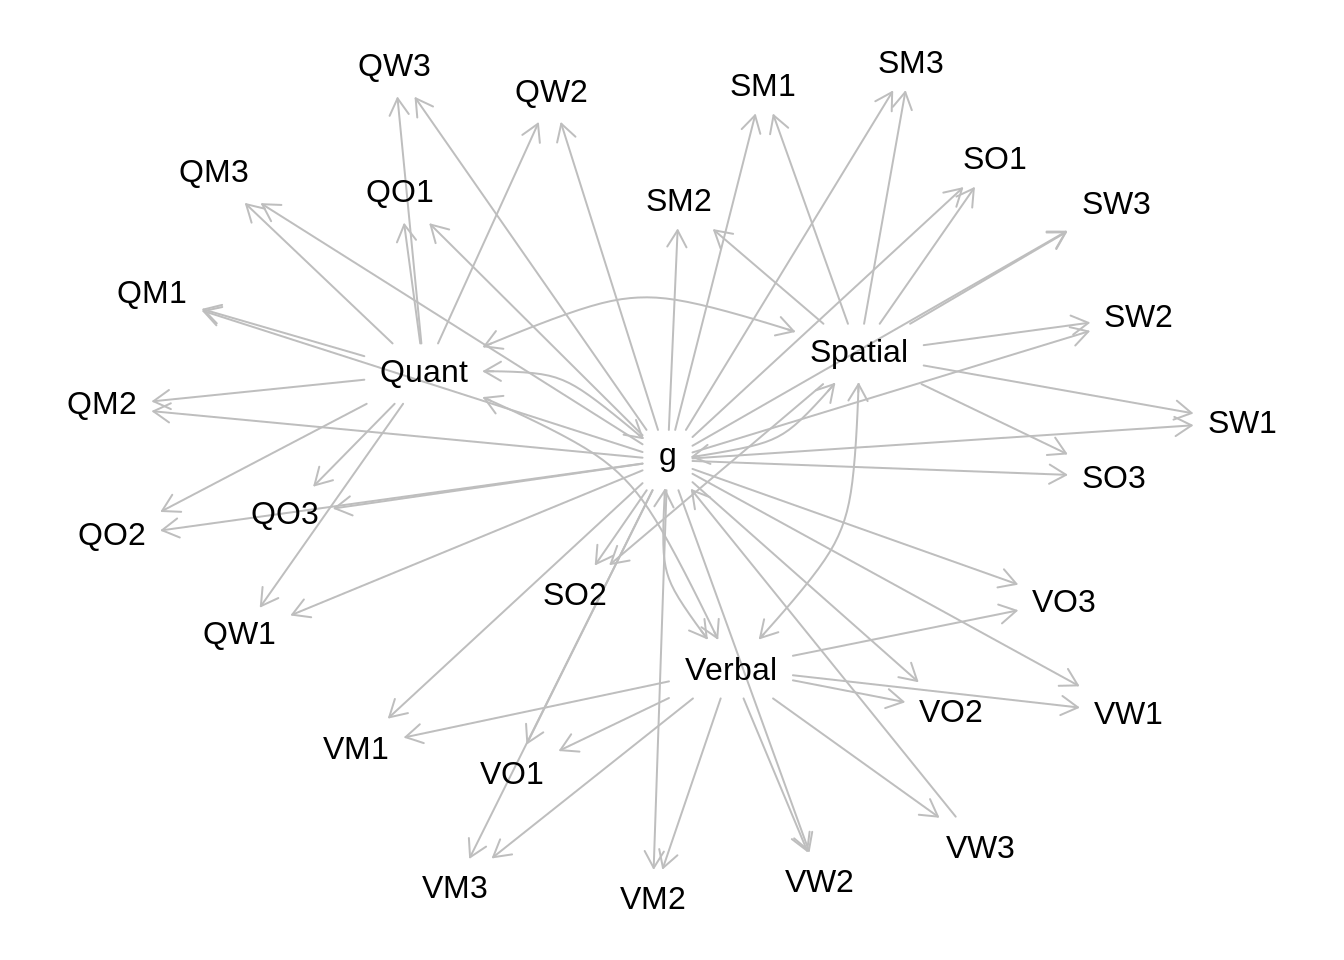 SM3
QW3
SM1
QW2
SO1
QM3
QO1
SM2
SW3
QM1
SW2
Spatial
Quant
QM2
SW1
g
SO3
QO3
QO2
SO2
VO3
QW1
Verbal
VO2
VW1
VM1
VO1
VW3
VW2
VM3
VM2